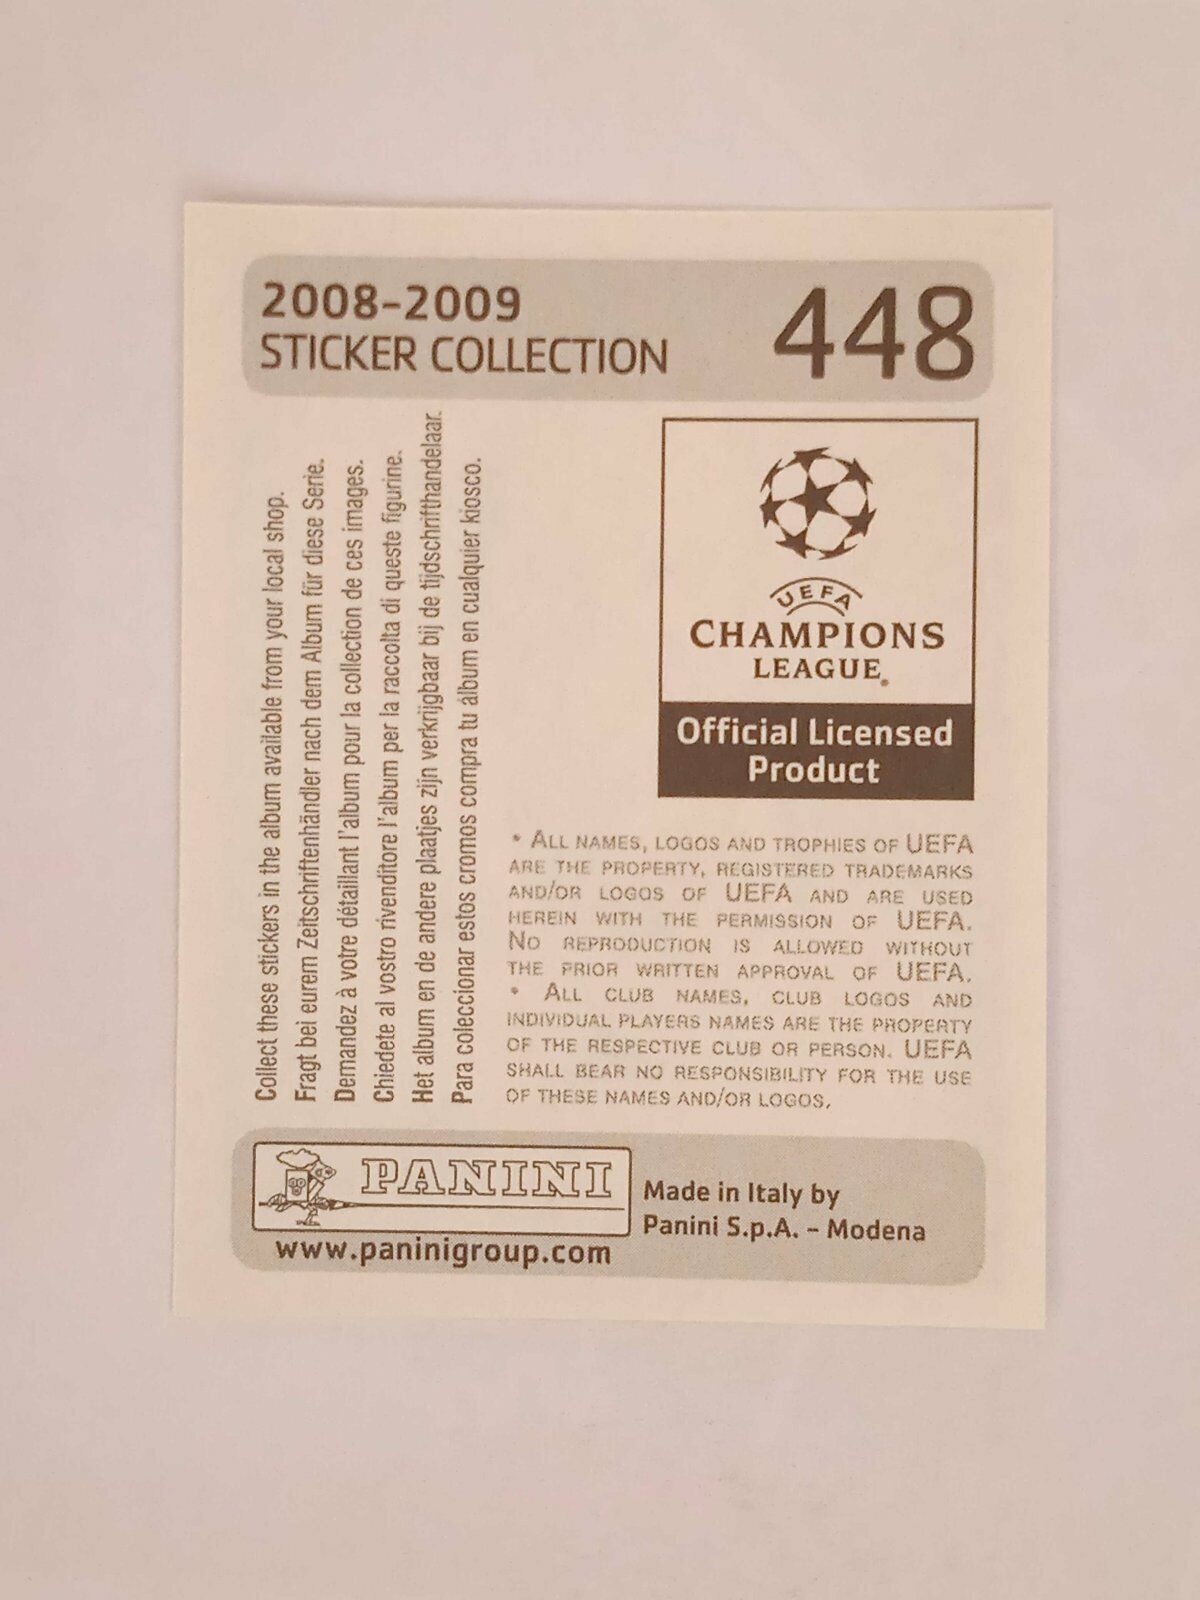 2008-2009
STICKER COLLECTION
448
Collect these stickers in the album available from your local shop.
Fragt bei eurem Zeitschriftenhändler nach dem Album für diese Serie.
Demandez à votre détaillant l'album pour la collection de ces images.
Chiedete al vostro rivenditore l'album per la raccolta di queste figurine.
Het album en de andere plaatjes zijn verkrijgbaar bij de tijdschrifthandelaar.
Para coleccionar estos cromos compra tu álbum en cualquier kiosco.
UEFA
CHAMPIONS
LEAGUE®
Official Licensed
Product
• ALL NAMES, LOGOS AND TROPHIES OF UEFA
ARE THE PROPERTY, REGISTERED TRADEMARKS
AND/OR LOGOS OF UEFA AND ARE USED
HEREIN WITH THE PERMISSION OF UEFA.
NO REPRODUCTION IS ALLOWED WITHOUT
THE PRIOR WRITTEN APPROVAL OF UEFA.
• ALL CLUB NAMES, CLUB LOGOS AND
INDIVIDUAL PLAYERS NAMES ARE THE PROPERTY
OF THE RESPECTIVE CLUB OR PERSON. UEFA
SHALL BEAR NO RESPONSIBILITY FOR THE USE
OF THESE NAMES AND/OR LOGOS.
PANINI
www.paninigroup.com
Made in Italy by
Panini S.p.A. - Modena